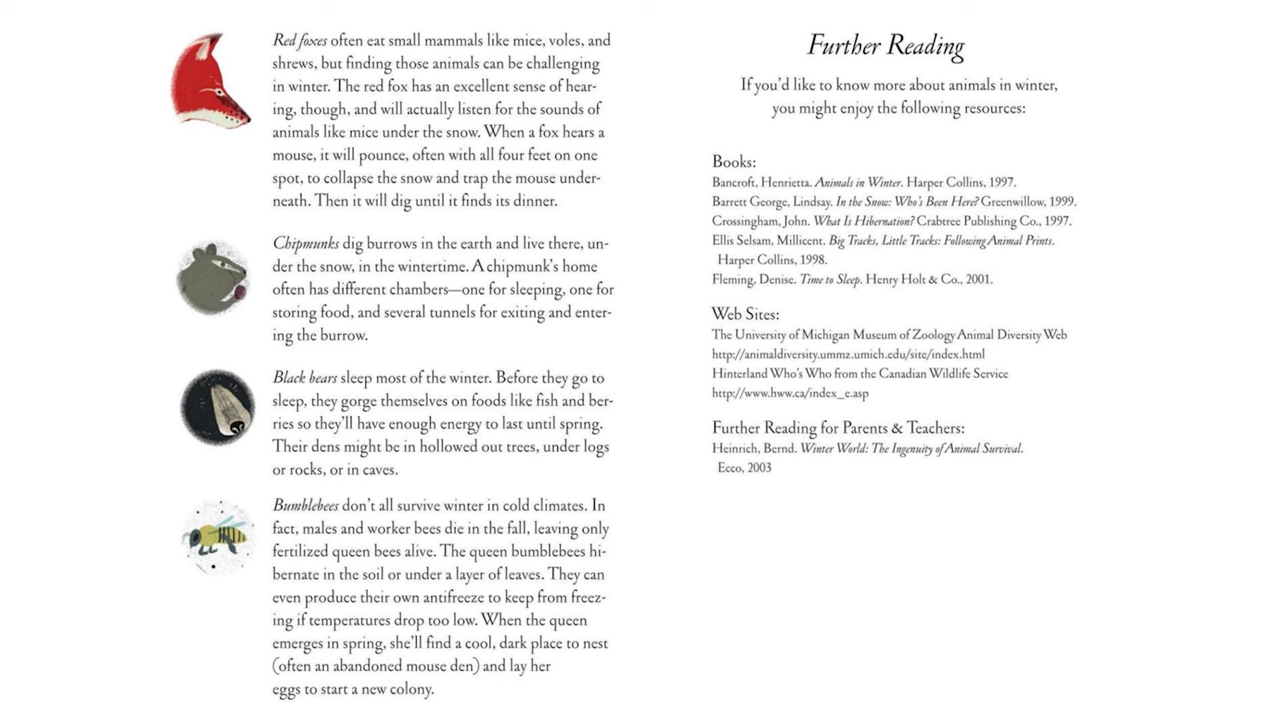 Red foxes often eat small mammals like mice, voles, and
shrews, but finding those animals can be challenging
in winter. The red fox has an excellent sense of hear-
ing, though, and will actually listen for the sounds of
animals like mice under the snow. When a fox hears a
mouse, it will pounce, often with all four feet on one
spot, to collapse the snow and trap the mouse under-
neath. Then it will dig until it finds its dinner.
Chipmunks dig burrows in the earth and live there, un-
der the snow, in the wintertime. A chipmunk's home
often has different chambers—one for sleeping, one for
storing food, and several tunnels for exiting and enter-
ing the burrow.
Black bears sleep most of the winter. Before they go to
sleep, they gorge themselves on foods like fish and ber-
ries so they'll have enough energy to last until spring.
Their dens might be in hollowed out trees, under logs
or rocks, or in caves.
Bumblebees don't all survive winter in cold climates. In
fact, males and worker bees die in the fall, leaving only
fertilized queen bees alive. The queen bumblebees hi-
bernate in the soil or under a layer of leaves. They can
even produce their own antifreeze to keep from freez-
ing if temperatures drop too low. When the queen
emerges in spring, she'll find a cool, dark place to nest
(often an abandoned mouse den) and lay her
eggs to start a new colony.
Further Reading
If you'd like to know more about animals in winter,
you might enjoy the following resources:
Books:
Bancroft, Henrietta. Animals in Winter. Harper Collins, 1997.
Barrett George, Lindsay. In the Snow: Who's Been Here? Greenwillow, 1999.
Crossingham, John. What Is Hibernation? Crabtree Publishing Co., 1997.
Ellis Selsam, Millicent. Big Tracks, Little Tracks: Following Animal Prints.
Harper Collins, 1998.
Fleming, Denise. Time to Sleep. Henry Holt & Co., 2001.
Web Sites:
The University of Michigan Museum of Zoology Animal Diversity Web
http://animaldiversity.ummz.umich.edu/site/index.html
Hinterland Who's Who from the Canadian Wildlife Service
http://www.hww.ca/index_e.asp
Further Reading for Parents & Teachers:
Heinrich, Bernd. Winter World: The Ingenuity of Animal Survival.
Ecco, 2003